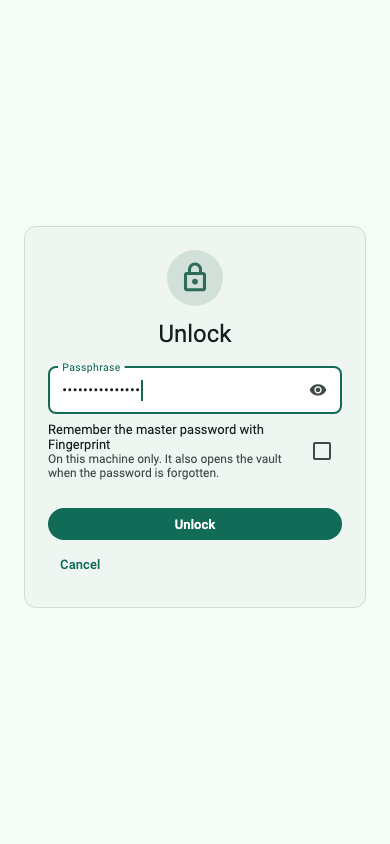 Unlock
Passphrase
•••••••••••••••
Remember the master password with
Fingerprint
On this machine only. It also opens the vault
when the password is forgotten.
Unlock
Cancel